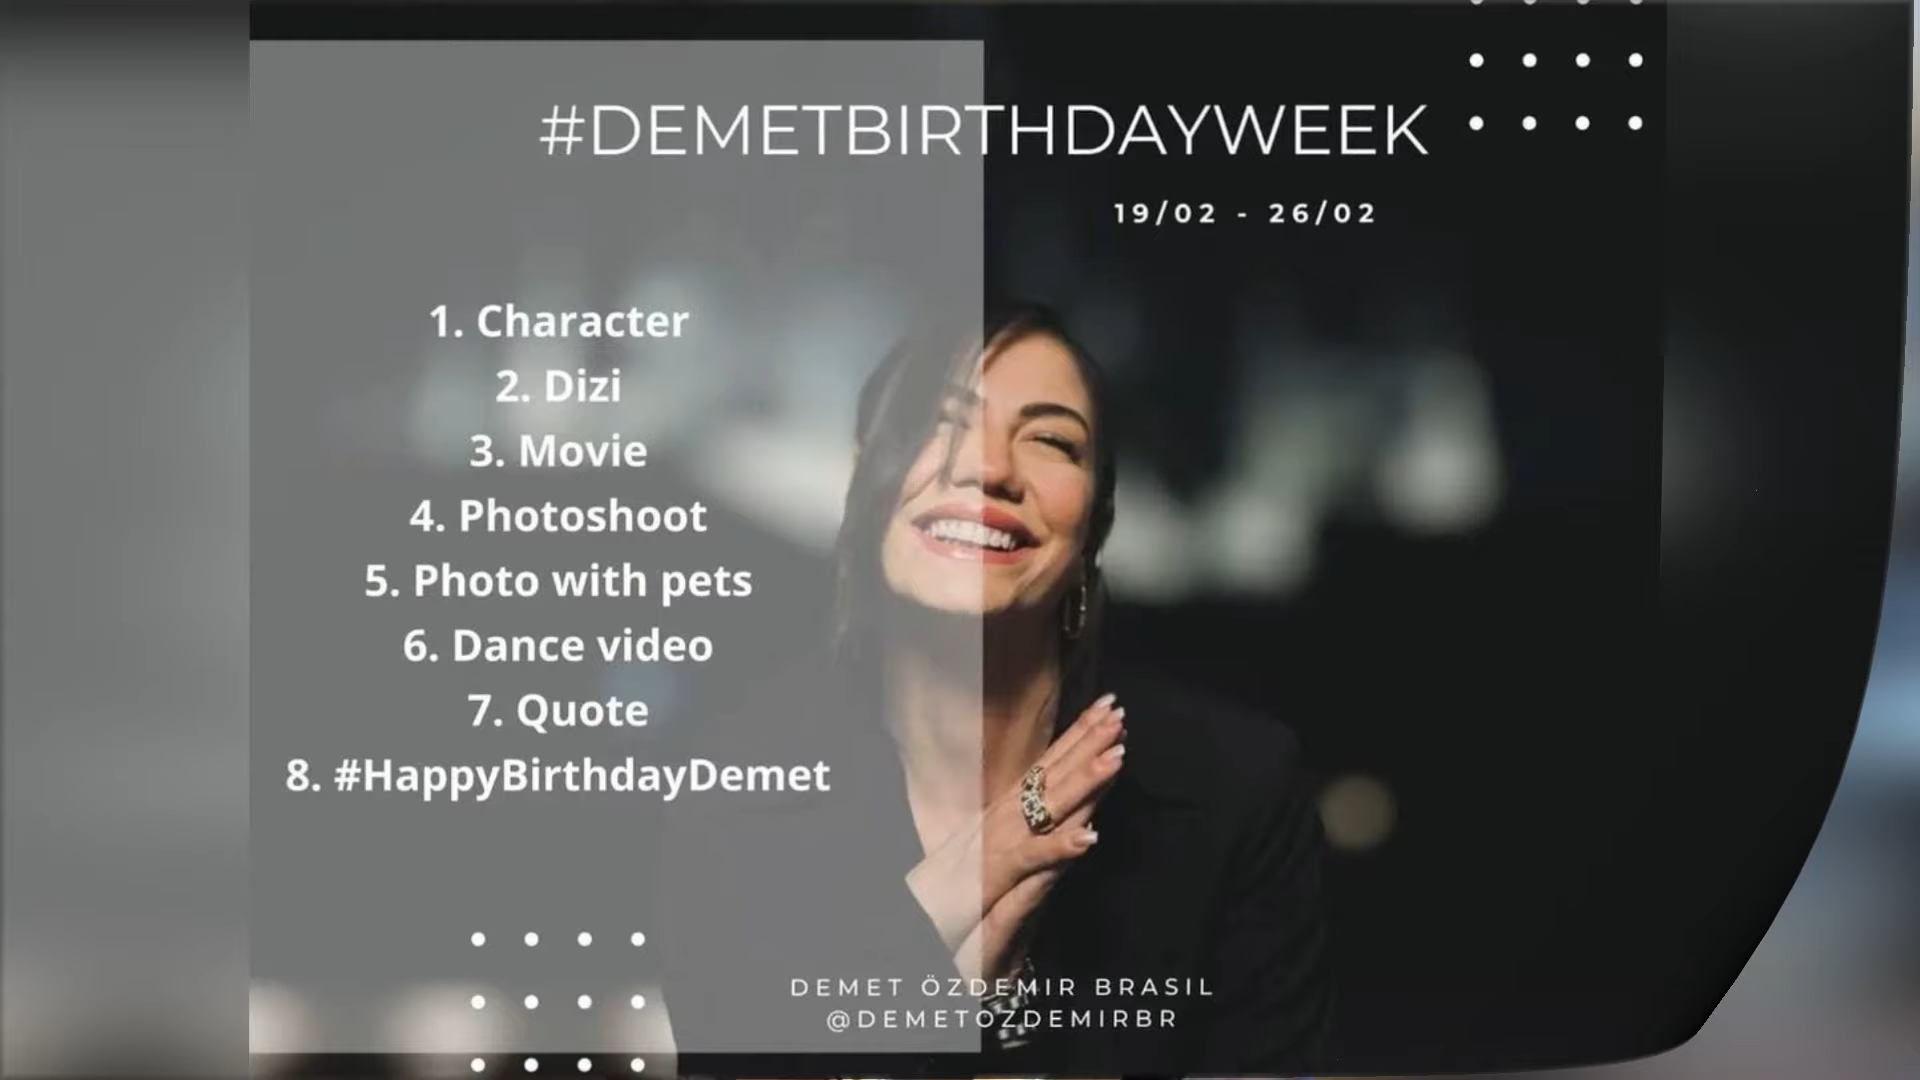 #DEMETBIRTHDAYWEEK
19/02 - 26/02
1. Character
2. Dizi
3. Movie
4. Photoshoot
5. Photo with pets
6. Dance video
7. Quote
8. #HappyBirthdayDemet
DEMET ÖZDEMIR BRASIL
@DEMETOZDEMIRBR